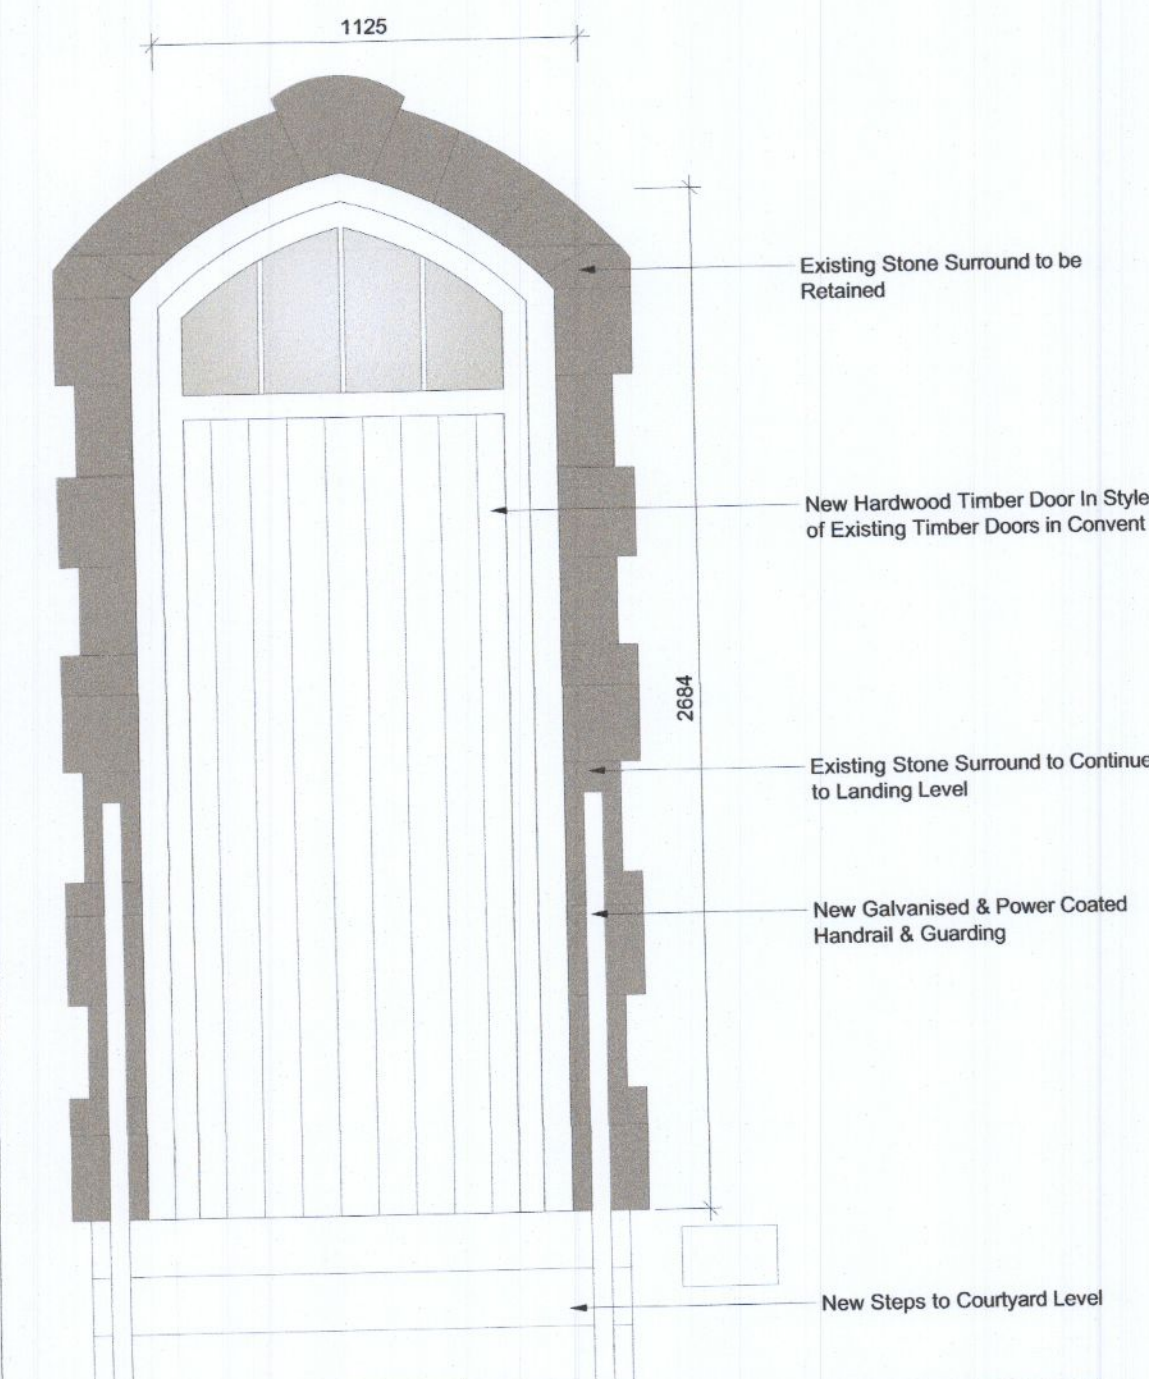 1125
Existing Stone Surround to be
Retained
New Hardwood Timber Door In Style
of Existing Timber Doors in Convent
2684
Existing Stone Surround to Continue
to Landing Level
New Galvanised & Power Coated
Handrail & Guarding
New Steps to Courtyard Level